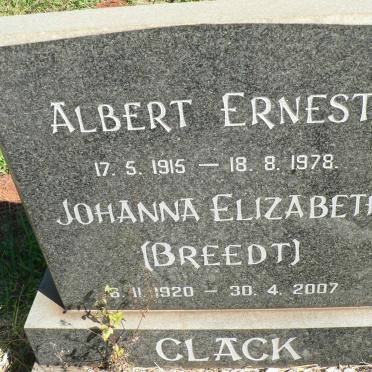 ALBERT ERNEST
17. 5. 1915 — 18. 8. 1978.
JOHANNA ELIZABETH
(BREEDT)
11. 1920 — 30. 4. 2007
CLACK